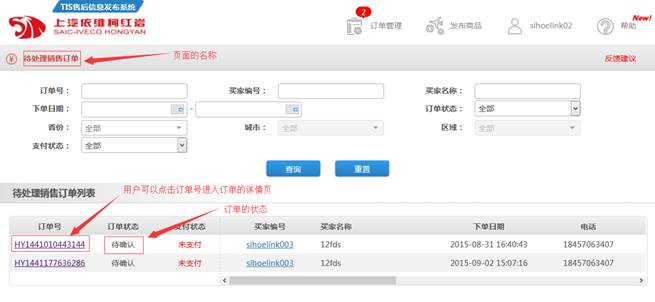 TIS售后信息发布系统
上汽依维柯红岩
SAIC-IVECO HONGYAN
2
订单管理
发布商品
sihoelink02
帮助
New!
待处理销售订单
页面的名称
反馈建议
订单号：
买家编号：
买家名称：
下单日期：
-
订单状态：
全部
省份：
全部
城市：
全部
区域：
全部
支付状态：
全部
查询
重置
用户可以点击订单号进入订单的详情页
待处理销售订单列表
订单的状态
订单号 订单状态 支付状态 买家编号 买家名称 下单日期 电话
HY1441010443144 待确认 未支付 sihoelink003 12fds 2015-08-31 16:40:43 18457063407
HY1441177636286 待确认 未支付 sihoelink003 12fds 2015-09-02 15:07:16 18457063407